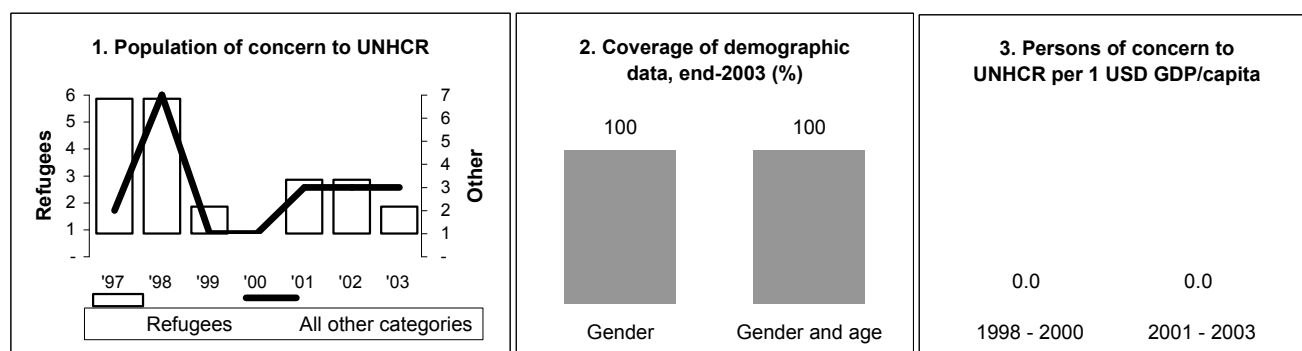 1. Population of concern to UNHCR
6
5
4
3
2
1
-
Refugees
7
6
5
4
3
2
1
-
Other
'97 '98 '99 '00 '01 '02 '03
Refugees All other categories
2. Coverage of demographic
data, end-2003 (%)
100 100
Gender Gender and age
3. Persons of concern to
UNHCR per 1 USD GDP/capita
0.0 0.0
1998 - 2000 2001 - 2003